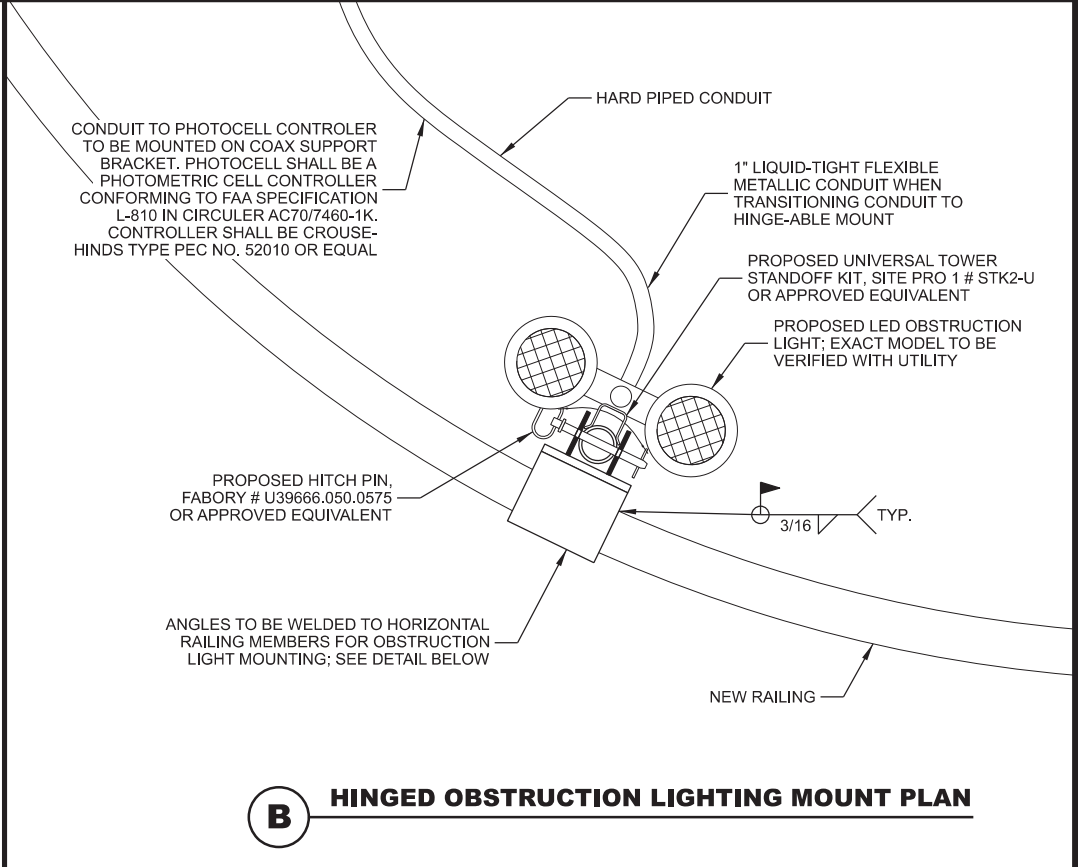 HARD PIPED CONDUIT
CONDUIT TO PHOTOCELL CONTROLER
TO BE MOUNTED ON COAX SUPPORT
BRACKET. PHOTOCELL SHALL BE A
PHOTOMETRIC CELL CONTROLLER
CONFORMING TO FAA SPECIFICATION
L-810 IN CIRCULER AC70/7460-1K.
CONTROLLER SHALL BE CROUSE-
HINDS TYPE PEC NO. 52010 OR EQUAL
1" LIQUID-TIGHT FLEXIBLE
METALLIC CONDUIT WHEN
TRANSITIONING CONDUIT TO
HINGE-ABLE MOUNT
PROPOSED UNIVERSAL TOWER
STANDOFF KIT, SITE PRO 1 # STK2-U
OR APPROVED EQUIVALENT
PROPOSED LED OBSTRUCTION
LIGHT; EXACT MODEL TO BE
VERIFIED WITH UTILITY
PROPOSED HITCH PIN,
FABORY # U39666.050.0575
OR APPROVED EQUIVALENT
3/16
TYP.
ANGLES TO BE WELDED TO HORIZONTAL
RAILING MEMBERS FOR OBSTRUCTION
LIGHT MOUNTING; SEE DETAIL BELOW
NEW RAILING
B
HINGED OBSTRUCTION LIGHTING MOUNT PLAN